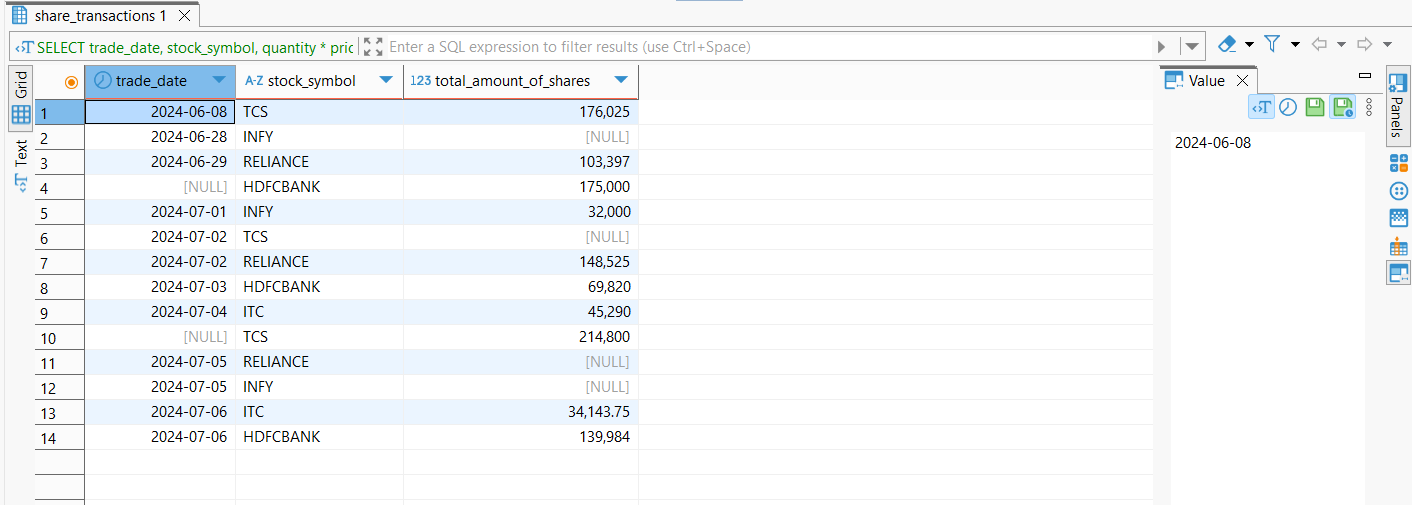 share_transactions 1
SELECT trade_date, stock_symbol, quantity * pric
Enter a SQL expression to filter results (use Ctrl+Space)
Grid
Text
trade_date A-Z stock_symbol 123 total_amount_of_shares
1 2024-06-08 TCS 176,025
2 2024-06-28 INFY [NULL]
3 2024-06-29 RELIANCE 103,397
4 [NULL] HDFCBANK 175,000
5 2024-07-01 INFY 32,000
6 2024-07-02 TCS [NULL]
7 2024-07-02 RELIANCE 148,525
8 2024-07-03 HDFCBANK 69,820
9 2024-07-04 ITC 45,290
10 [NULL] TCS 214,800
11 2024-07-05 RELIANCE [NULL]
12 2024-07-05 INFY [NULL]
13 2024-07-06 ITC 34,143.75
14 2024-07-06 HDFCBANK 139,984
Value
2024-06-08
Panels